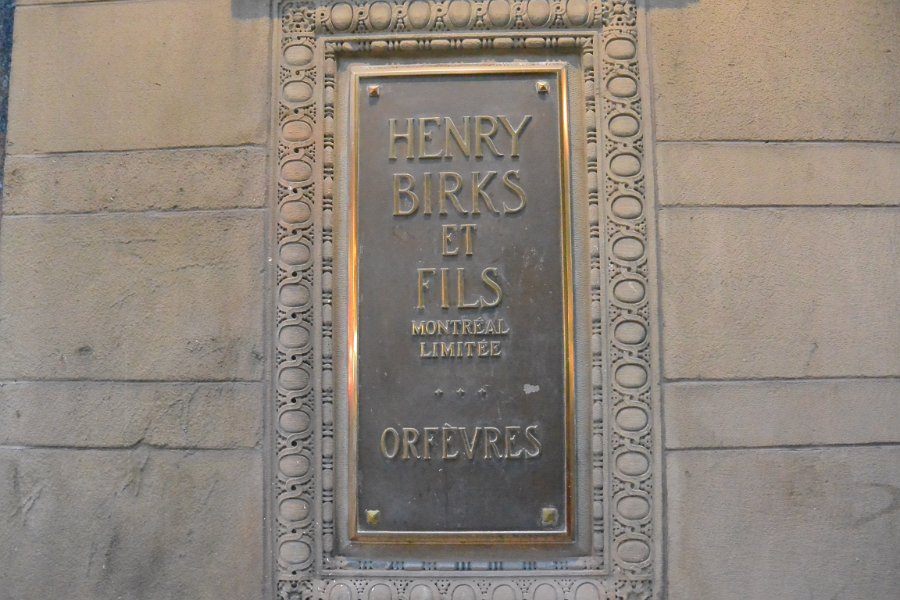 HENRY
BIRKS
ET
FILS
MONTRÉAL
LIMITÉE
ORFÈVRES